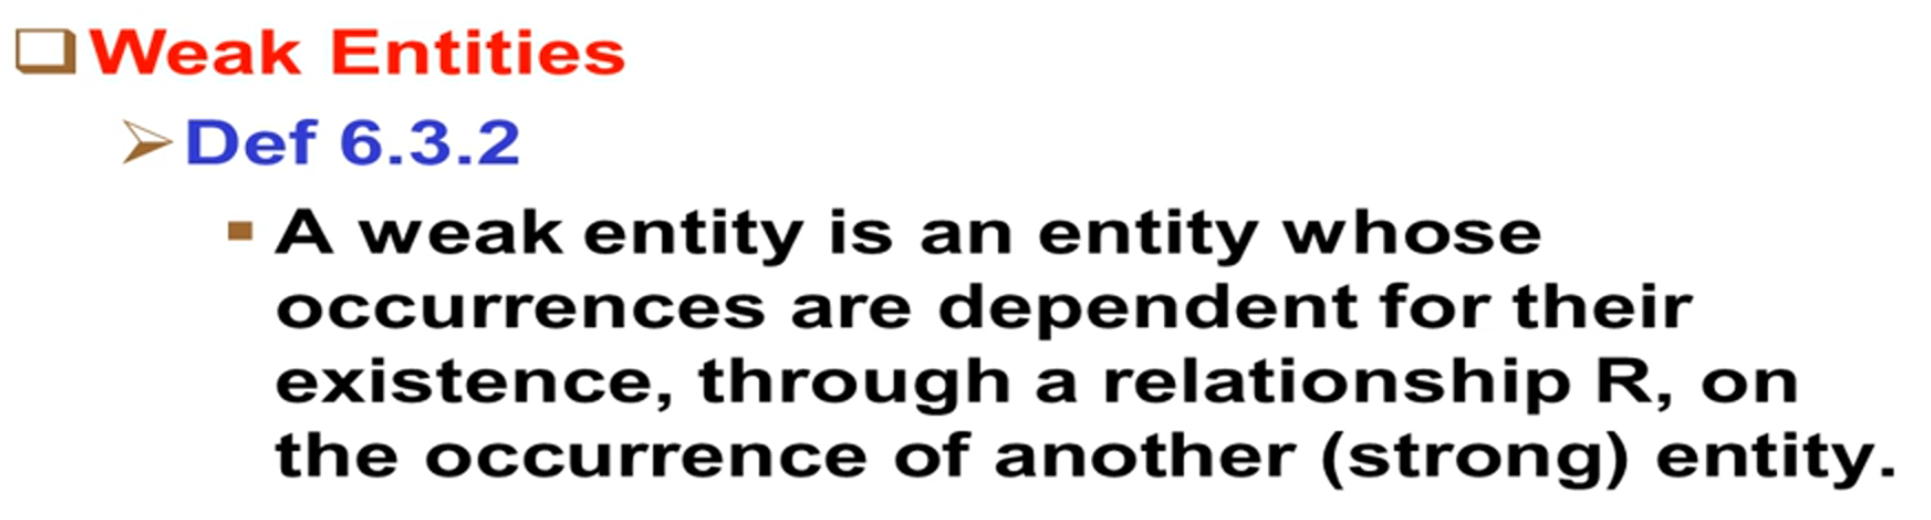 Weak Entities
Def 6.3.2
A weak entity is an entity whose
occurrences are dependent for their
existence, through a relationship R, on
the occurrence of another (strong) entity.